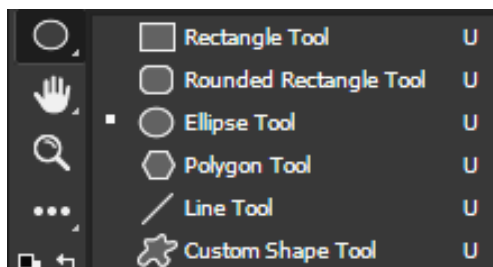 Rectangle Tool U
Rounded Rectangle Tool U
Ellipse Tool U
Polygon Tool U
Line Tool U
Custom Shape Tool U